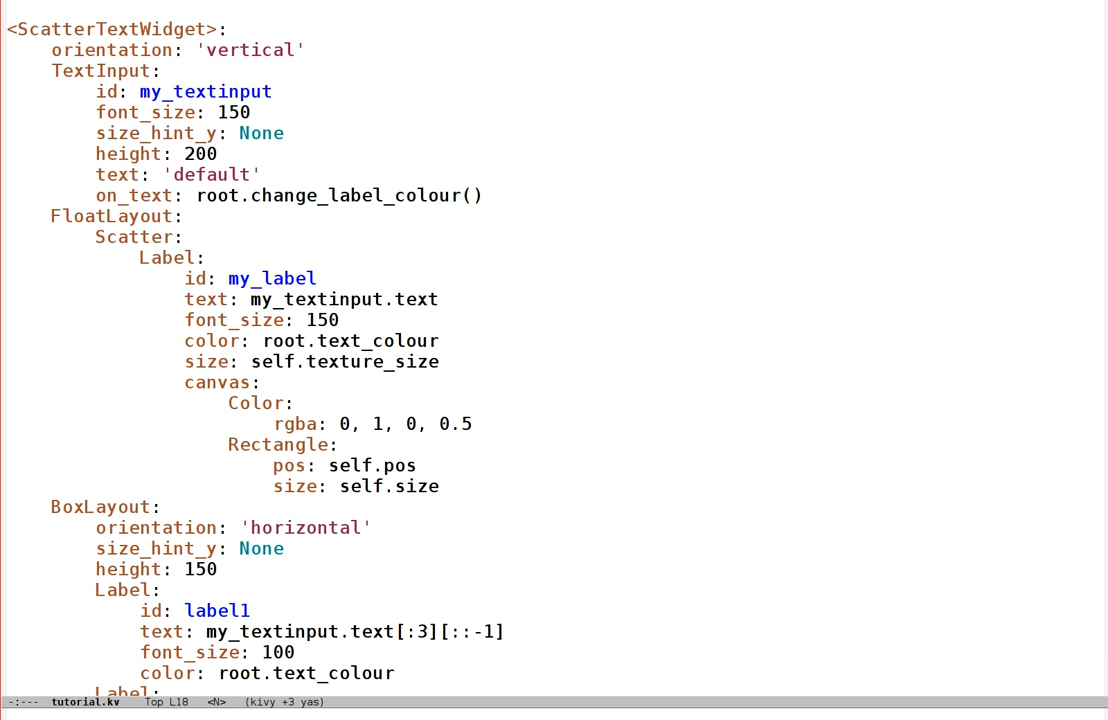 <ScatterTextWidget>:
    orientation: 'vertical'
    TextInput:
        id: my_textinput
        font_size: 150
        size_hint_y: None
        height: 200
        text: 'default'
        on_text: root.change_label_colour()
    FloatLayout:
        Scatter:
            Label:
                id: my_label
                text: my_textinput.text
                font_size: 150
                color: root.text_colour
                size: self.texture_size
                canvas:
                    Color:
                        rgba: 0, 1, 0, 0.5
                    Rectangle:
                        pos: self.pos
                        size: self.size
    BoxLayout:
        orientation: 'horizontal'
        size_hint_y: None
        height: 150
        Label:
            id: label1
            text: my_textinput.text[:3][::-1]
            font_size: 100
            color: root.text_colour
        Label:
-:--- tutorial.kv Top L18 <N> (kivy +3 yas)